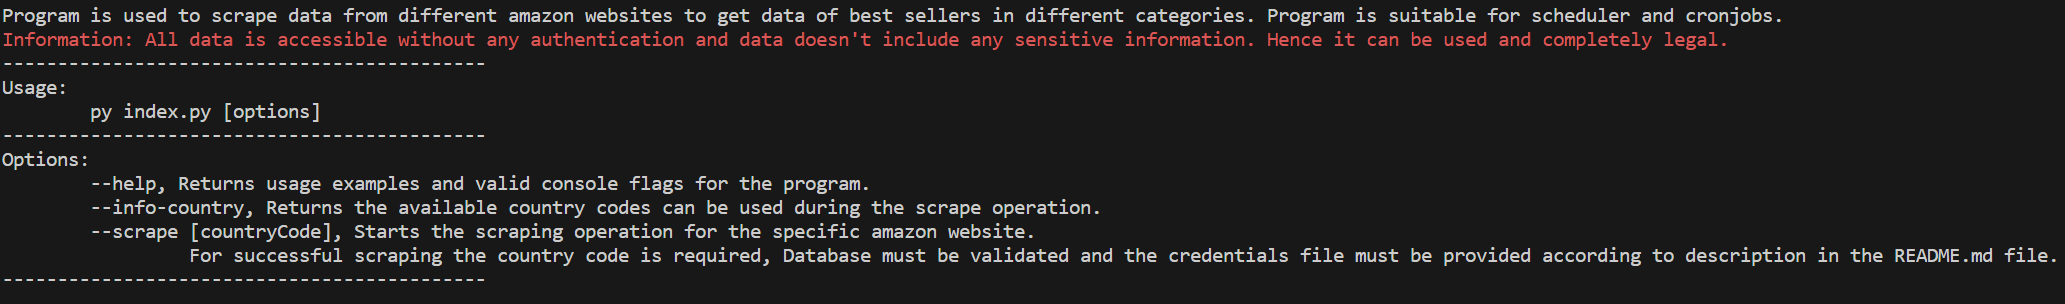 Program is used to scrape data from different amazon websites to get data of best sellers in different categories. Program is suitable for scheduler and cronjobs.
Information: All data is accessible without any authentication and data doesn't include any sensitive information. Hence it can be used and completely legal.
--------------------------------------------
Usage:
        py index.py [options]
--------------------------------------------
Options:
        --help, Returns usage examples and valid console flags for the program.
        --info-country, Returns the available country codes can be used during the scrape operation.
        --scrape [countryCode], Starts the scraping operation for the specific amazon website.
                 For successful scraping the country code is required, Database must be validated and the credentials file must be provided according to description in the README.md file.
--------------------------------------------